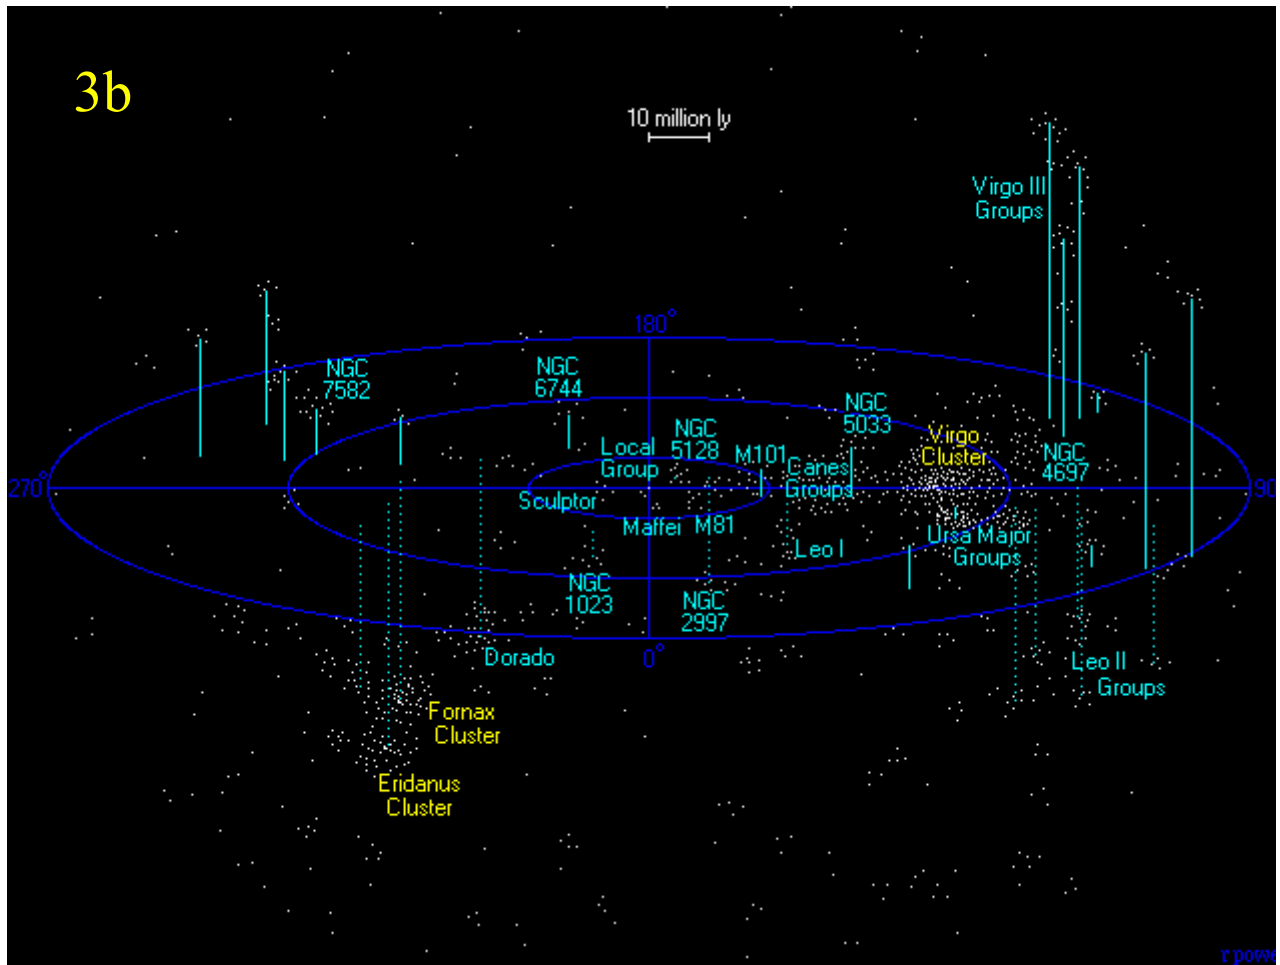 3b
10 million ly
Virgo III
Groups
180°
NGC
7582
NGC
6744
NGC
5033
NGC
5128
Local
Group
M101
Virgo
Cluster
Canes
Groups
NGC
4697
270°
90
Sculptor
Maffei
M81
Leo I
Ursa Major
Groups
NGC
1023
NGC
2997
0°
Dorado
Leo II
Groups
Fornax
Cluster
Eridanus
Cluster
r powe